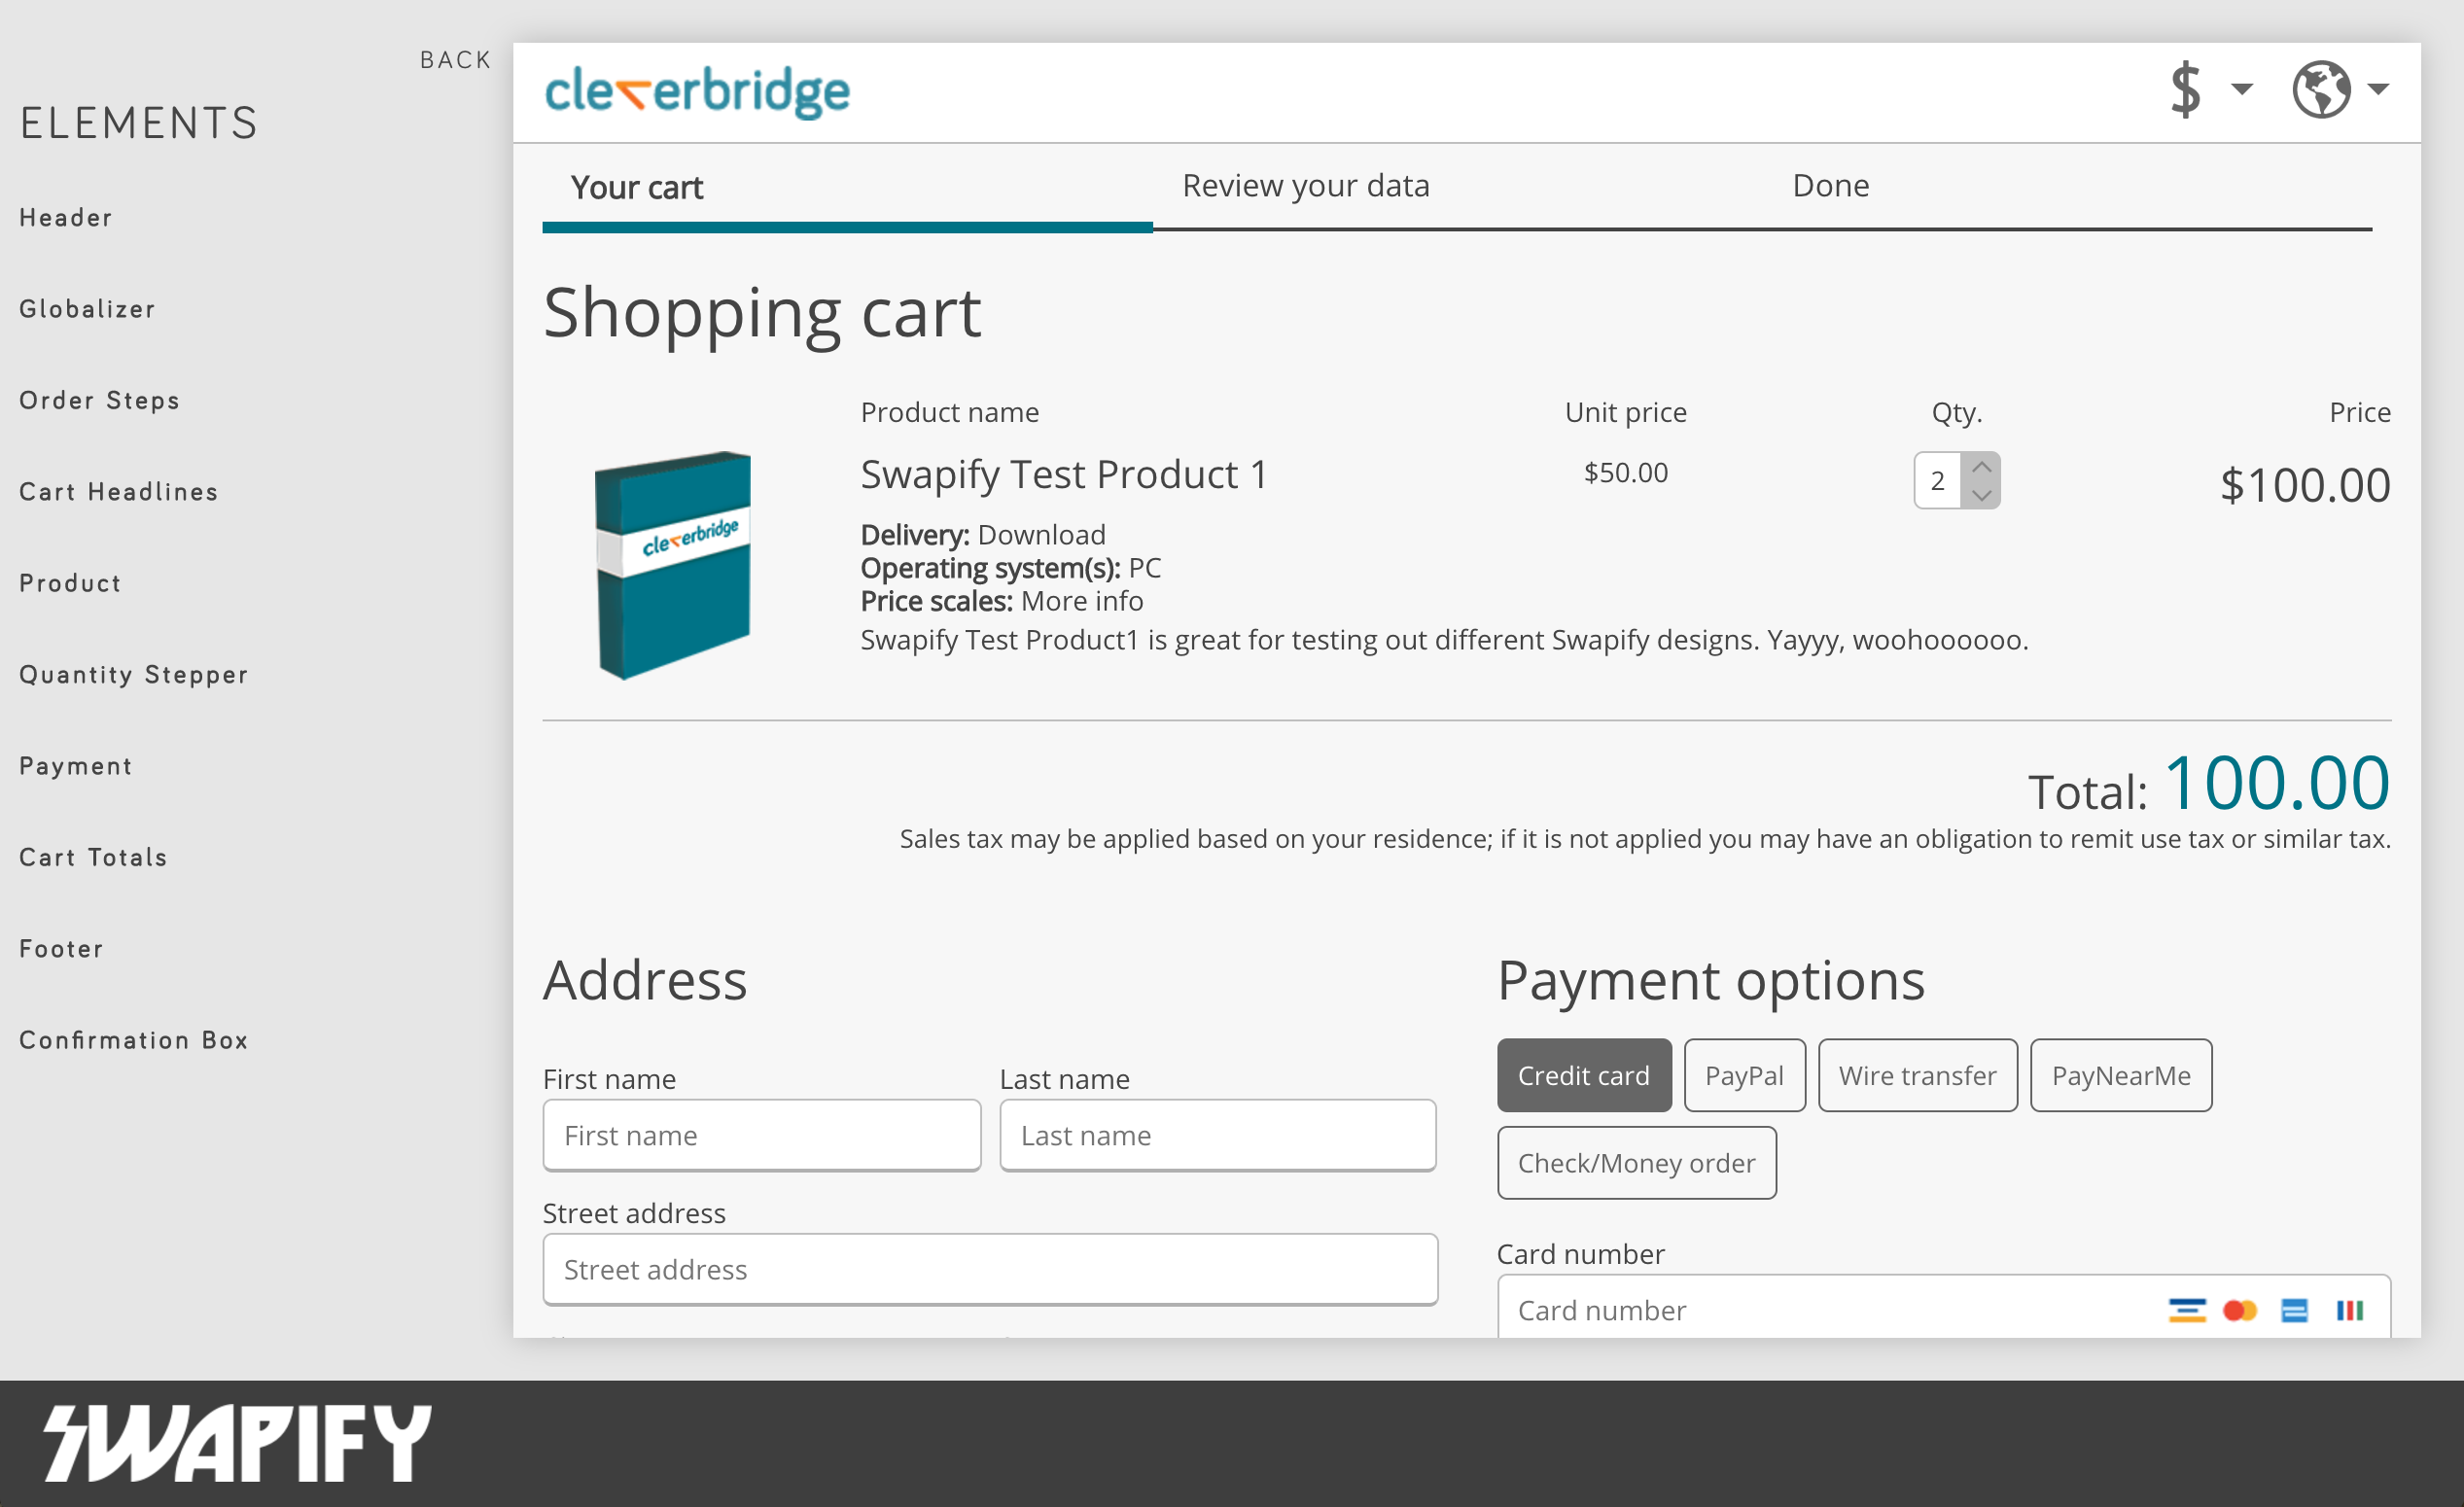 BACK
ELEMENTS
Header
Globalizer
Order Steps
Cart Headlines
Product
Quantity Stepper
Payment
Cart Totals
Footer
Confirmation Box
cleverbridge
$
Your cart
Review your data
Done
Shopping cart
Product name Unit price Qty. Price
Swapify Test Product 1 $50.00 2 $100.00
cleverbridge
Delivery: Download
Operating system(s): PC
Price scales: More info
Swapify Test Product1 is great for testing out different Swapify designs. Yayyy, woohoooooo.
Total: 100.00
Sales tax may be applied based on your residence; if it is not applied you may have an obligation to remit use tax or similar tax.
Address
First name Last name
First name Last name
Street address
Street address
Payment options
Credit card PayPal Wire transfer PayNearMe
Check/Money order
Card number
Card number
SWAPIFY